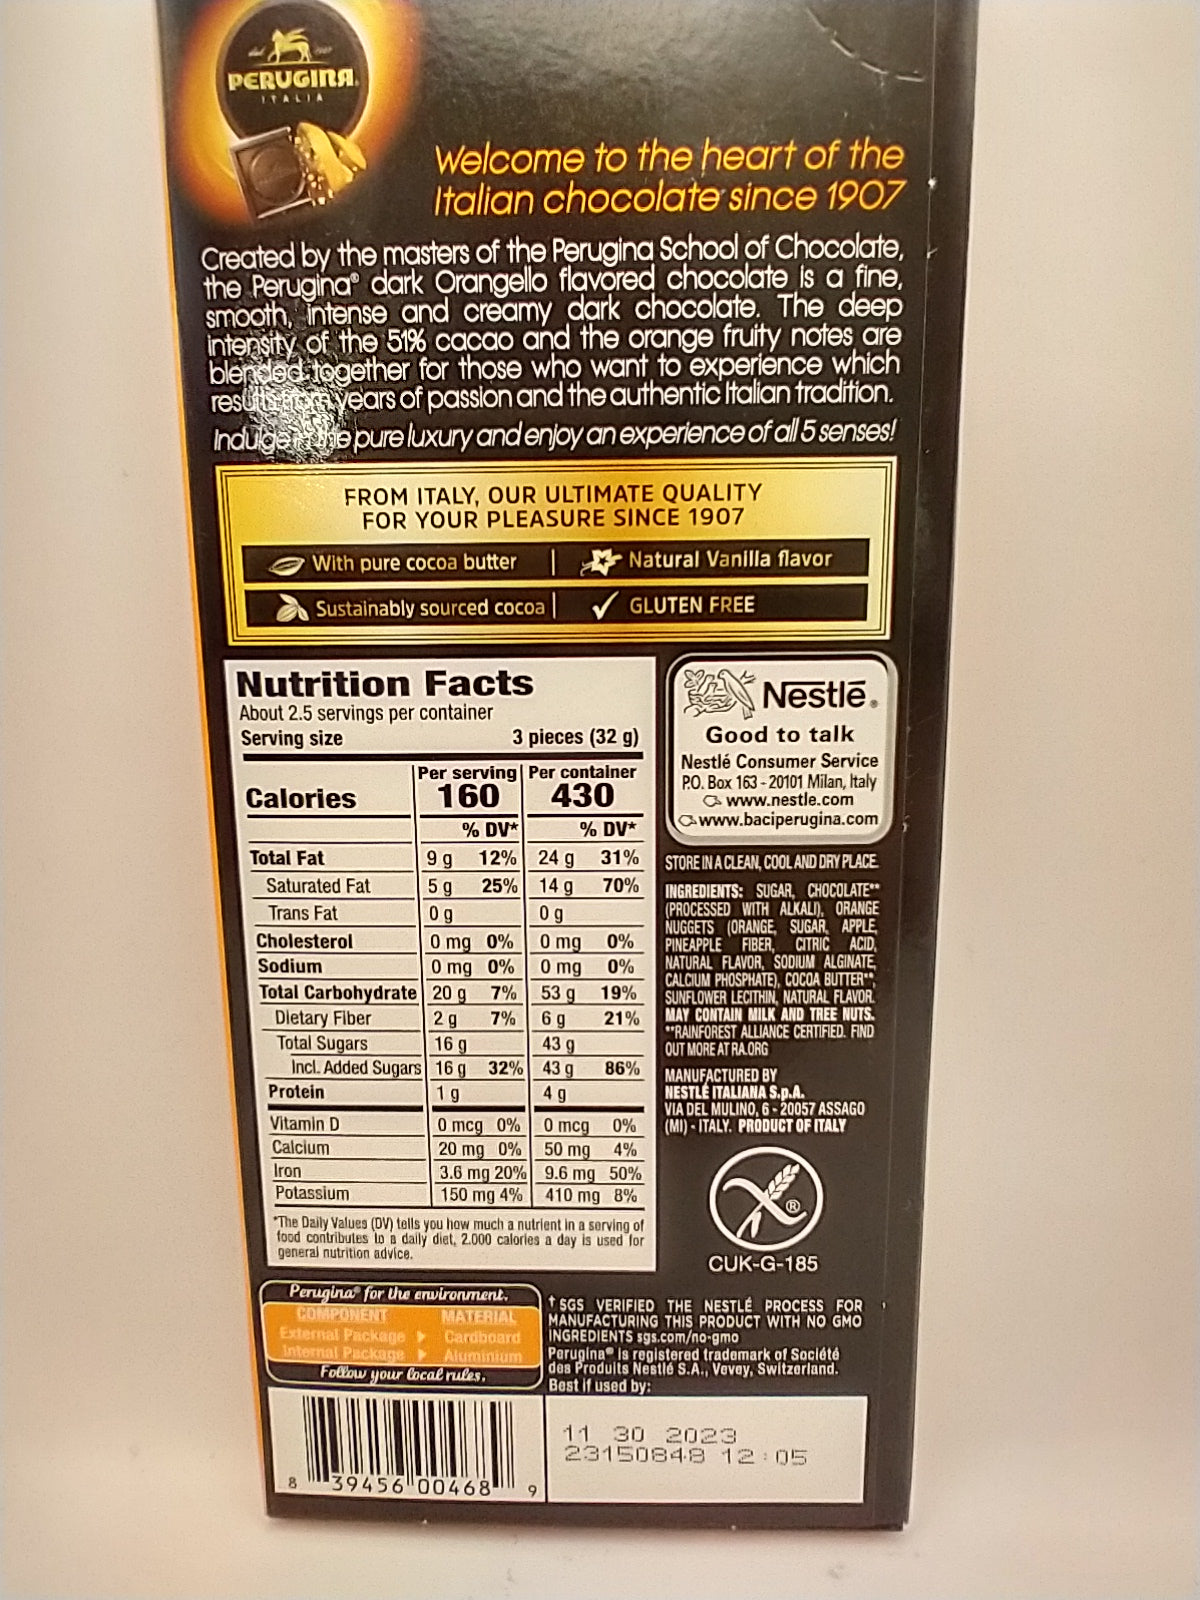 PERUGINA
ITALIA
Welcome to the heart of the
Italian chocolate since 1907
Created by the masters of the Perugina School of Chocolate,
the Perugina® dark Orangello flavored chocolate is a fine,
smooth, intense and creamy dark chocolate. The deep
intensity of the 51% cacao and the orange fruity notes are
blended together for those who want to experience which
results from years of passion and the authentic Italian tradition.
Indulge pure luxury and enjoy an experience of all 5 senses!
FROM ITALY, OUR ULTIMATE QUALITY
FOR YOUR PLEASURE SINCE 1907
With pure cocoa butter | Natural Vanilla flavor
Sustainably sourced cocoa | ✓ GLUTEN FREE
Nutrition Facts
About 2.5 servings per container
Serving size 3 pieces (32 g)
Per serving Per container
Calories 160 430
% DV* % DV*
Total Fat 9 g 12% 24 g 31%
Saturated Fat 5 g 25% 14 g 70%
Trans Fat 0 g 0 g
Cholesterol 0 mg 0% 0 mg 0%
Sodium 0 mg 0% 0 mg 0%
Total Carbohydrate 20 g 7% 53 g 19%
Dietary Fiber 2 g 7% 6 g 21%
Total Sugars 16 g 43 g
Incl. Added Sugars 16 g 32% 43 g 86%
Protein 1 g 4 g
Vitamin D 0 mcg 0% 0 mcg 0%
Calcium 20 mg 0% 50 mg 4%
Iron 3.6 mg 20% 9.6 mg 50%
Potassium 150 mg 4% 410 mg 8%
*The Daily Values (DV) tells you how much a nutrient in a serving of
food contributes to a daily diet, 2.000 calories a day is used for
general nutrition advice.
Nestlé®
Good to talk
Nestlé Consumer Service
P.O. Box 163 - 20101 Milan, Italy
www.nestle.com
www.baciperugina.com
STORE IN A CLEAN, COOL AND DRY PLACE.
INGREDIENTS: SUGAR, CHOCOLATE**
(PROCESSED WITH ALKALI), ORANGE
NUGGETS (ORANGE, SUGAR, APPLE,
PINEAPPLE FIBER, CITRIC ACID,
NATURAL FLAVOR, SODIUM ALGINATE,
CALCIUM PHOSPHATE), COCOA BUTTER**,
SUNFLOWER LECITHIN, NATURAL FLAVOR.
MAY CONTAIN MILK AND TREE NUTS.
**RAINFOREST ALLIANCE CERTIFIED. FIND
OUT MORE AT RA.ORG
MANUFACTURED BY
NESTLÉ ITALIANA S.p.A.
VIA DEL MULINO, 6 - 20057 ASSAGO
(MI) - ITALY. PRODUCT OF ITALY
®
CUK-G-185
Perugina® for the environment.
COMPONENT MATERIAL
External Package Cardboard
Internal Package Aluminium
Follow your local rules.
† SGS VERIFIED THE NESTLÉ PROCESS FOR
MANUFACTURING THIS PRODUCT WITH NO GMO
INGREDIENTS sgs.com/no-gmo
Perugina® is registered trademark of Société
des Produits Nestlé S.A., Vevey, Switzerland.
Best if used by:
11 30 2023
23150848 12:05
8 39456 00468 9